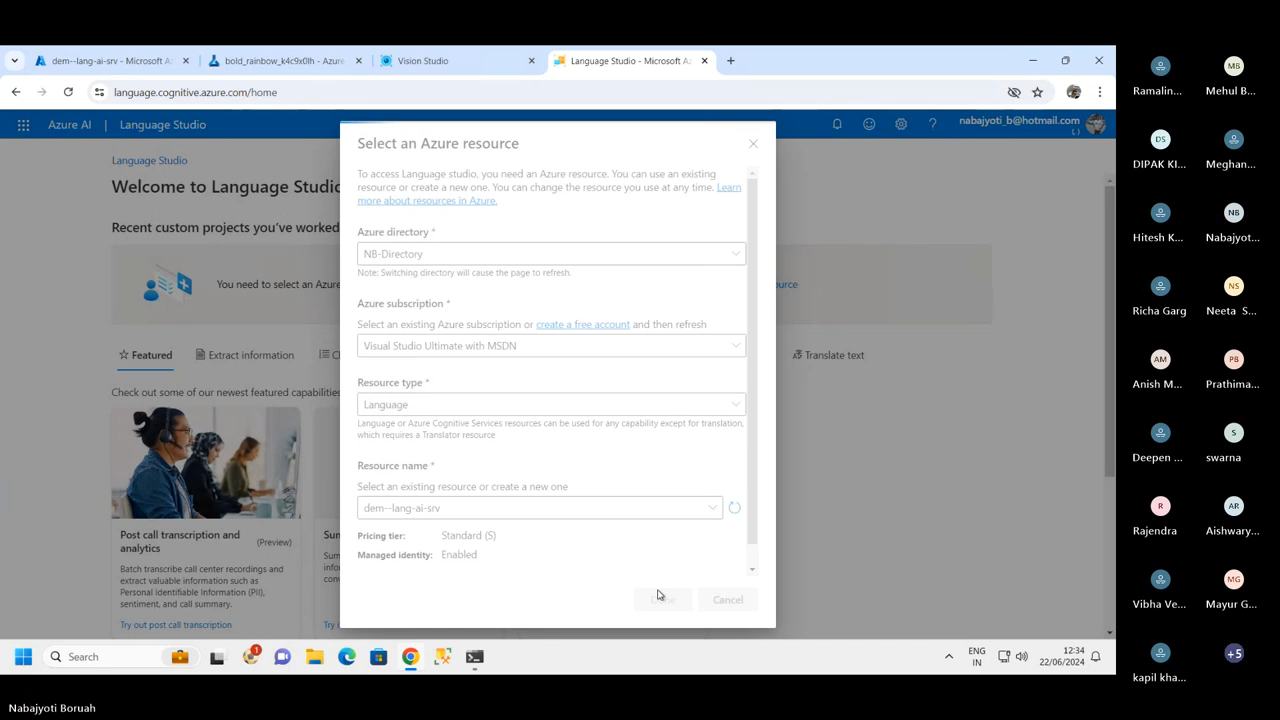 dem--lang-ai-srv - Microsoft Az
bold_rainbow_k4c9x0lh - Azure
Vision Studio
Language Studio - Microsoft Az
language.cognitive.azure.com/home
Azure AI
Language Studio
nabajyoti_b@hotmail.com
( )
Language Studio
Welcome to Language Studio
Recent custom projects you've worked
You need to select an Azure
source
Featured
Extract information
Translate text
Check out some of our newest featured capabilities
Post call transcription and analytics
(Preview)
Batch transcribe call center recordings and extract valuable information such as Personal Identifiable Information (PII), sentiment, and call summary.
Try out post call transcription
Select an Azure resource
To access Language studio, you need an Azure resource. You can use an existing
resource or create a new one. You can change the resource you use at any time. Learn
more about resources in Azure.
Azure directory *
NB-Directory
Note: Switching directory will cause the page to refresh.
Azure subscription *
Select an existing Azure subscription or create a free account and then refresh
Visual Studio Ultimate with MSDN
Resource type *
Language
Language or Azure Cognitive Services resources can be used for any capability except for translation,
which requires a Translator resource
Resource name *
Select an existing resource or create a new one
dem--lang-ai-srv
Pricing tier: Standard (S)
Managed identity: Enabled
Cancel
Search
1
ENG
IN
12:34
22/06/2024
Ramalin...
MB
Mehul B...
DS
DIPAK KI...
Meghan...
Hitesh K...
NB
Nabajyot...
Richa Garg
NS
Neeta S...
AM
Anish M...
PB
Prathima...
Deepen ...
S
swarna
R
Rajendra
AR
Aishwary...
Vibha Ve...
MG
Mayur G...
kapil kha...
+5
Nabajyoti Boruah